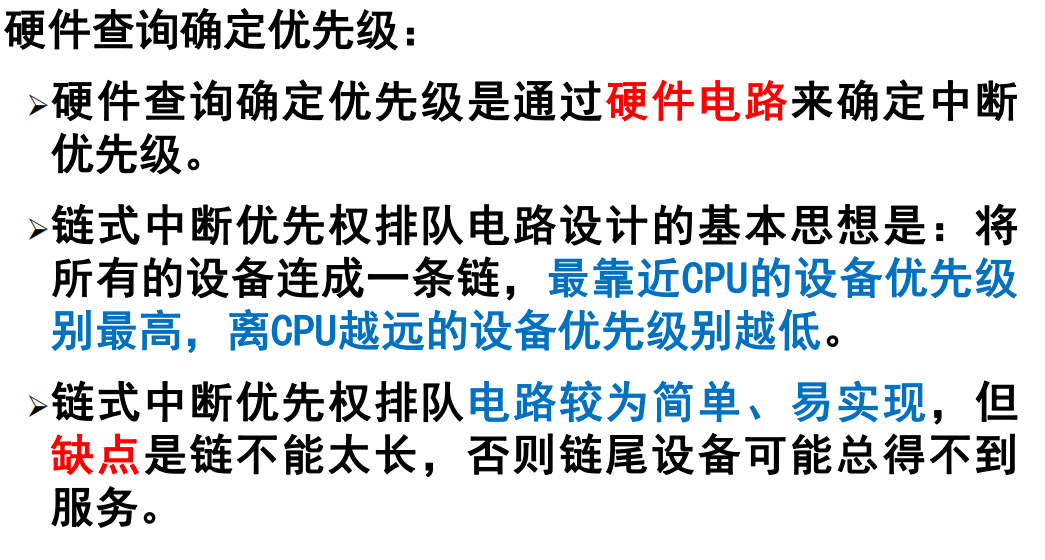 硬件查询确定优先级：
➢硬件查询确定优先级是通过硬件电路来确定中断
优先级。
➢链式中断优先权排队电路设计的基本思想是：将
所有的设备连成一条链，最靠近CPU的设备优先级
别最高，离CPU越远的设备优先级别越低。
➢链式中断优先权排队电路较为简单、易实现，但
缺点是链不能太长，否则链尾设备可能总得不到
服务。